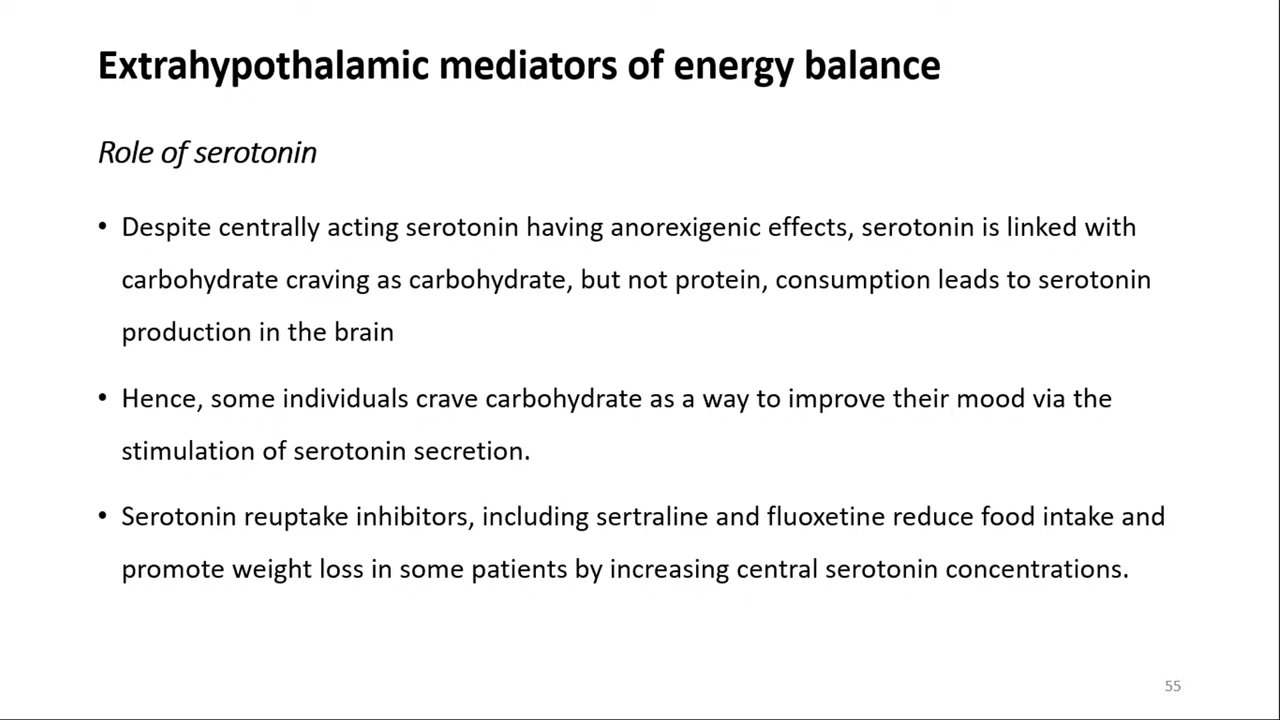 Extrahypothalamic mediators of energy balance
Role of serotonin
• Despite centrally acting serotonin having anorexigenic effects, serotonin is linked with
carbohydrate craving as carbohydrate, but not protein, consumption leads to serotonin
production in the brain
• Hence, some individuals crave carbohydrate as a way to improve their mood via the
stimulation of serotonin secretion.
• Serotonin reuptake inhibitors, including sertraline and fluoxetine reduce food intake and
promote weight loss in some patients by increasing central serotonin concentrations.
55